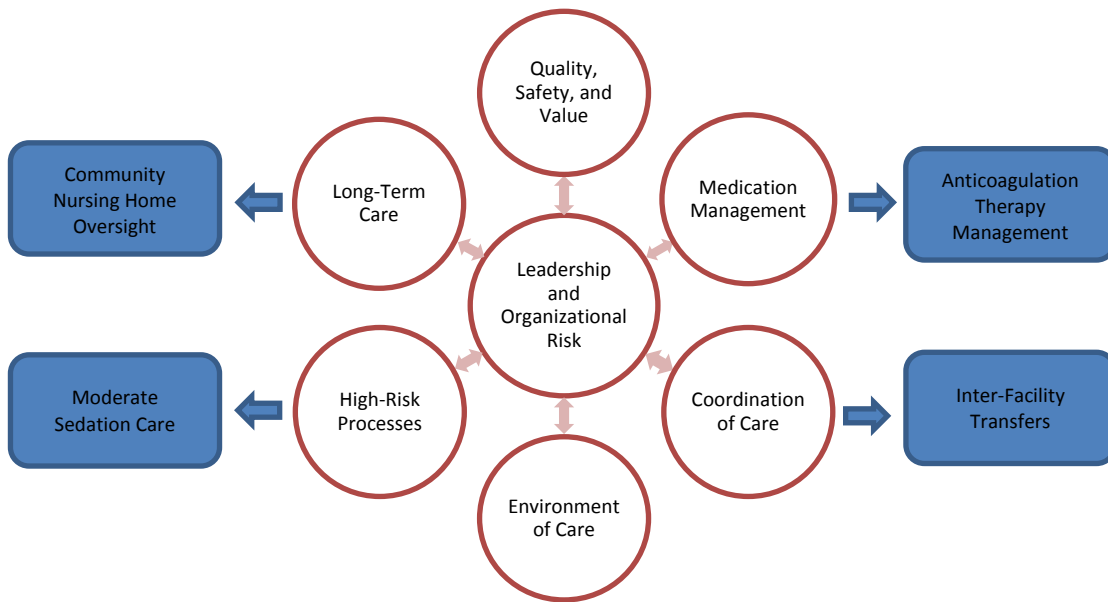 Quality,
Safety, and
Value
Community
Nursing Home
Oversight
Long-Term
Care
Medication
Management
Anticoagulation
Therapy
Management
Leadership
and
Organizational
Risk
Moderate
Sedation Care
High-Risk
Processes
Coordination
of Care
Inter-Facility
Transfers
Environment
of Care